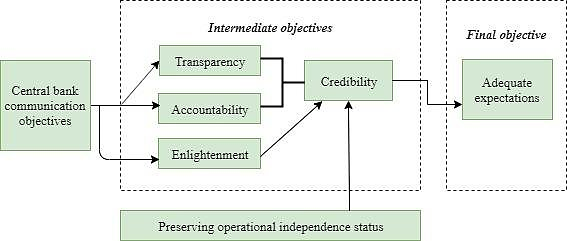 Intermediate objectives
Final objective
Central bank
communication
objectives
Transparency
Accountability
Enlightenment
Credibility
Adequate
expectations
Preserving operational independence status